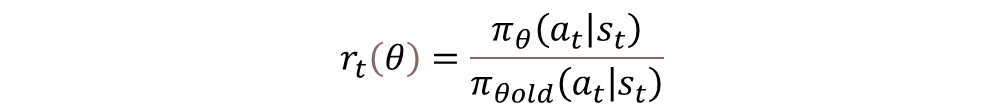 r_t(θ) = π_θ(a_t|s_t) / π_θold(a_t|s_t)